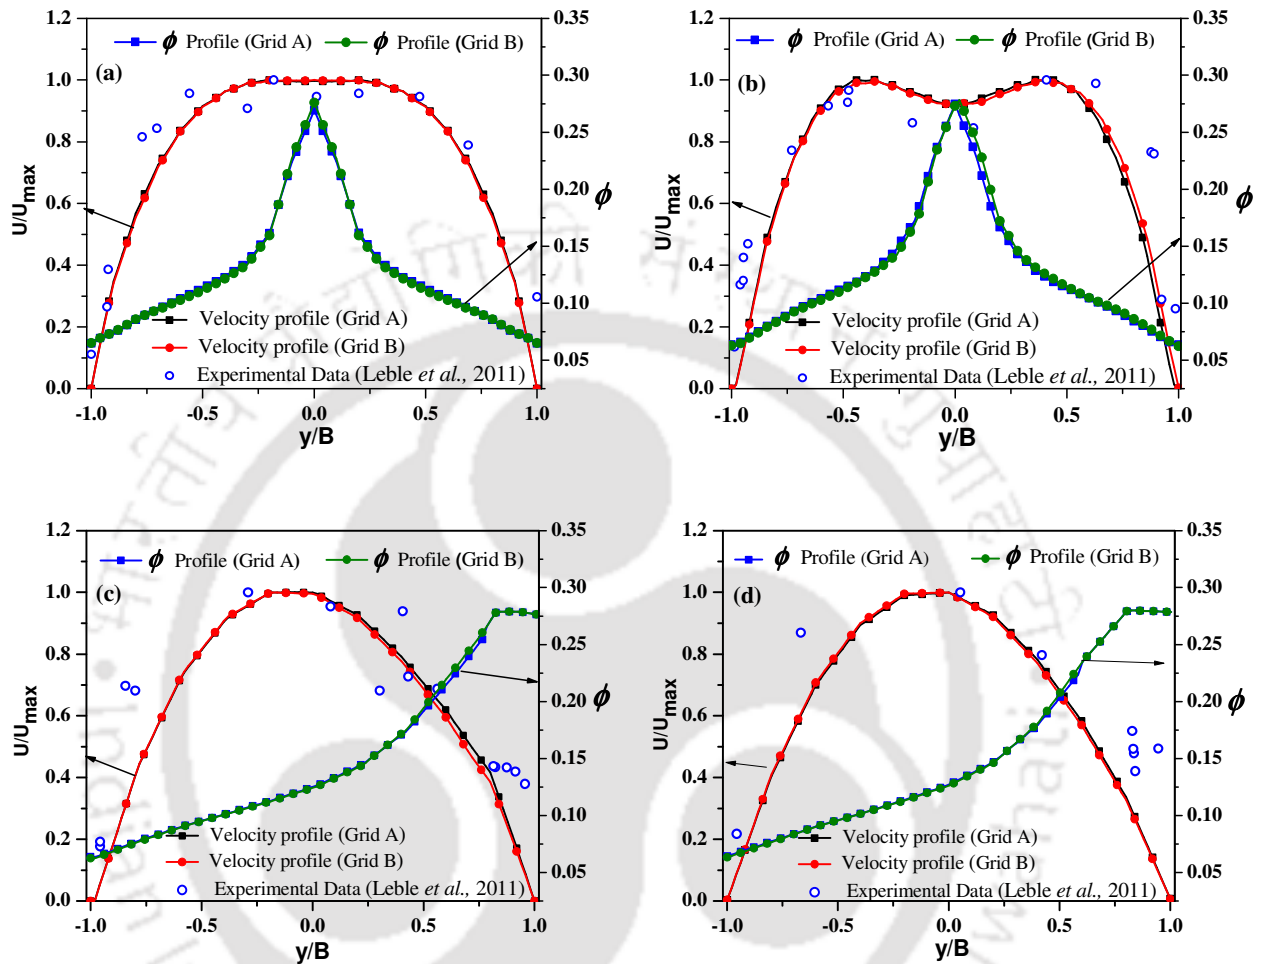 1.2
0.35
ϕ Profile (Grid A)
ϕ Profile (Grid B)
(a)
1.0
0.30
0.8
0.25
U/Umax
0.6
0.20
ϕ
0.4
0.15
0.10
0.2
Velocity profile (Grid A)
Velocity profile (Grid B)
0.05
Experimental Data (Leble et al., 2011)
0.0
-1.0 -0.5 0.0 0.5 1.0
y/B
1.2
0.35
ϕ Profile (Grid A)
ϕ Profile (Grid B)
(b)
1.0
0.30
0.8
0.25
U/Umax
0.6
0.20
ϕ
0.4
0.15
0.10
0.2
Velocity profile (Grid A)
Velocity profile (Grid B)
0.05
Experimental Data (Leble et al., 2011)
0.0
-1.0 -0.5 0.0 0.5 1.0
y/B
1.2
0.35
ϕ Profile (Grid A)
ϕ Profile (Grid B)
(c)
1.0
0.30
0.8
0.25
U/Umax
0.6
0.20
ϕ
0.4
0.15
0.10
0.2
Velocity profile (Grid A)
Velocity profile (Grid B)
0.05
Experimental Data (Leble et al., 2011)
0.0
-1.0 -0.5 0.0 0.5 1.0
y/B
1.2
0.35
ϕ Profile (Grid A)
ϕ Profile (Grid B)
(d)
1.0
0.30
0.8
0.25
U/Umax
0.6
0.20
ϕ
0.4
0.15
0.10
0.2
Velocity profile (Grid A)
Velocity profile (Grid B)
0.05
Experimental Data (Leble et al., 2011)
0.0
-1.0 -0.5 0.0 0.5 1.0
y/B